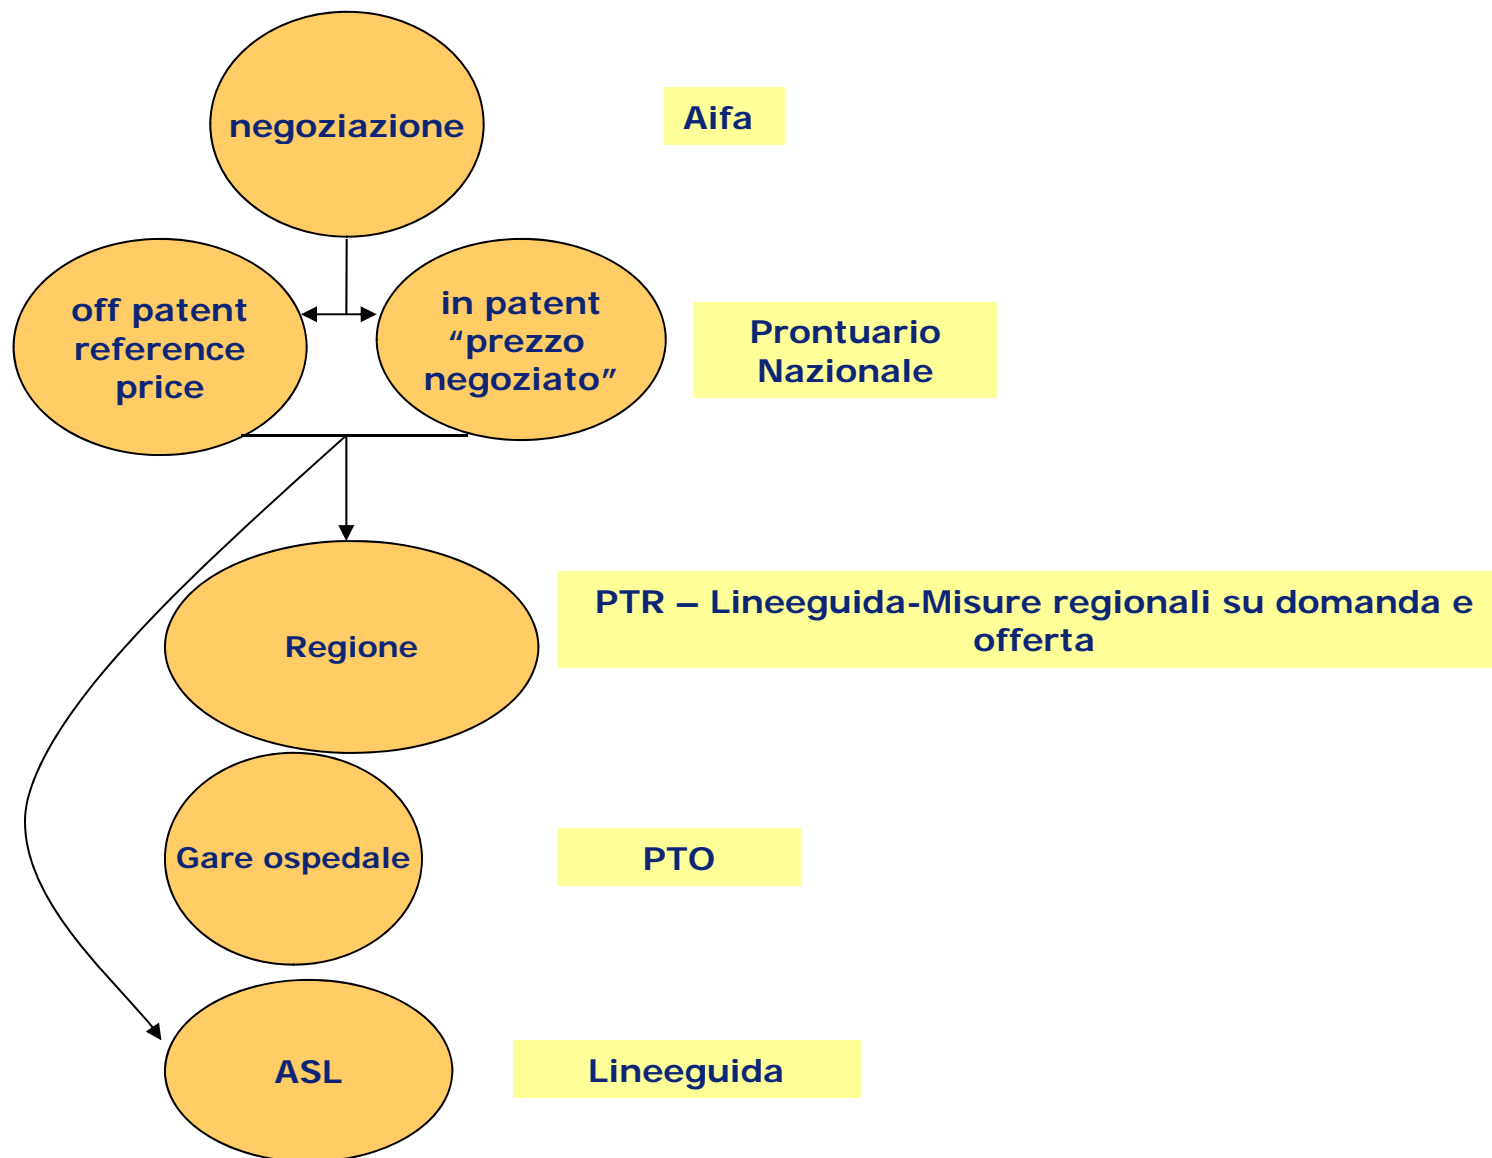 negoziazione
Aifa
off patent
reference
price
in patent
“prezzo
negoziato”
Prontuario
Nazionale
Regione
PTR – Lineeguida-Misure regionali su domanda e
offerta
Gare ospedale
PTO
ASL
Lineeguida